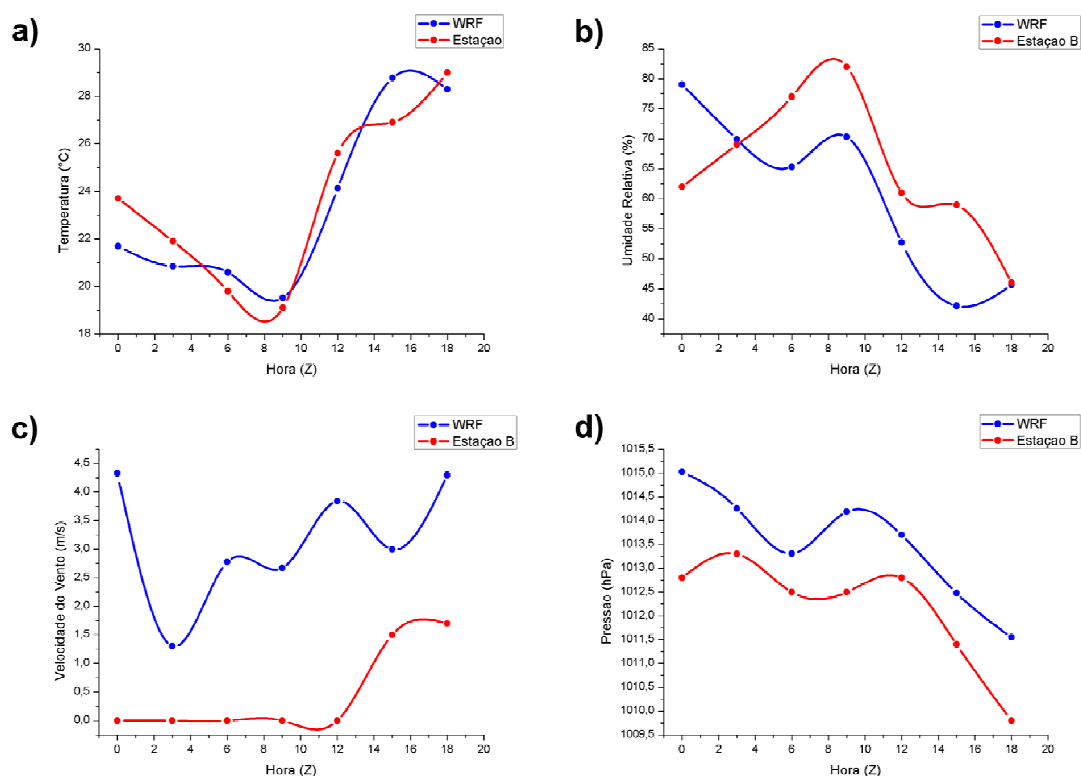 a)
WRF
Estaçao
30
28
26
24
22
20
18
Temperatura (°C)
0 2 4 6 8 10 12 14 16 18 20
Hora (Z)
b)
WRF
Estaçao B
85
80
75
70
65
60
55
50
45
40
Umidade Relativa (%)
0 2 4 6 8 10 12 14 16 18 20
Hora (Z)
c)
WRF
Estaçao B
4,5
4,0
3,5
3,0
2,5
2,0
1,5
1,0
0,5
0,0
Velocidade do Vento (m/s)
0 2 4 6 8 10 12 14 16 18 20
Hora (Z)
d)
WRF
Estaçao B
1015,5
1015,0
1014,5
1014,0
1013,5
1013,0
1012,5
1012,0
1011,5
1011,0
1010,5
1010,0
1009,5
Pressao (hPa)
0 2 4 6 8 10 12 14 16 18 20
Hora (Z)